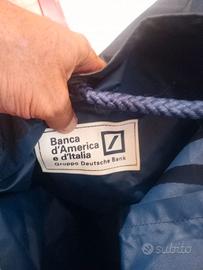 Banca
d'America
e d'Italia
Gruppo Deutsche Bank
subito